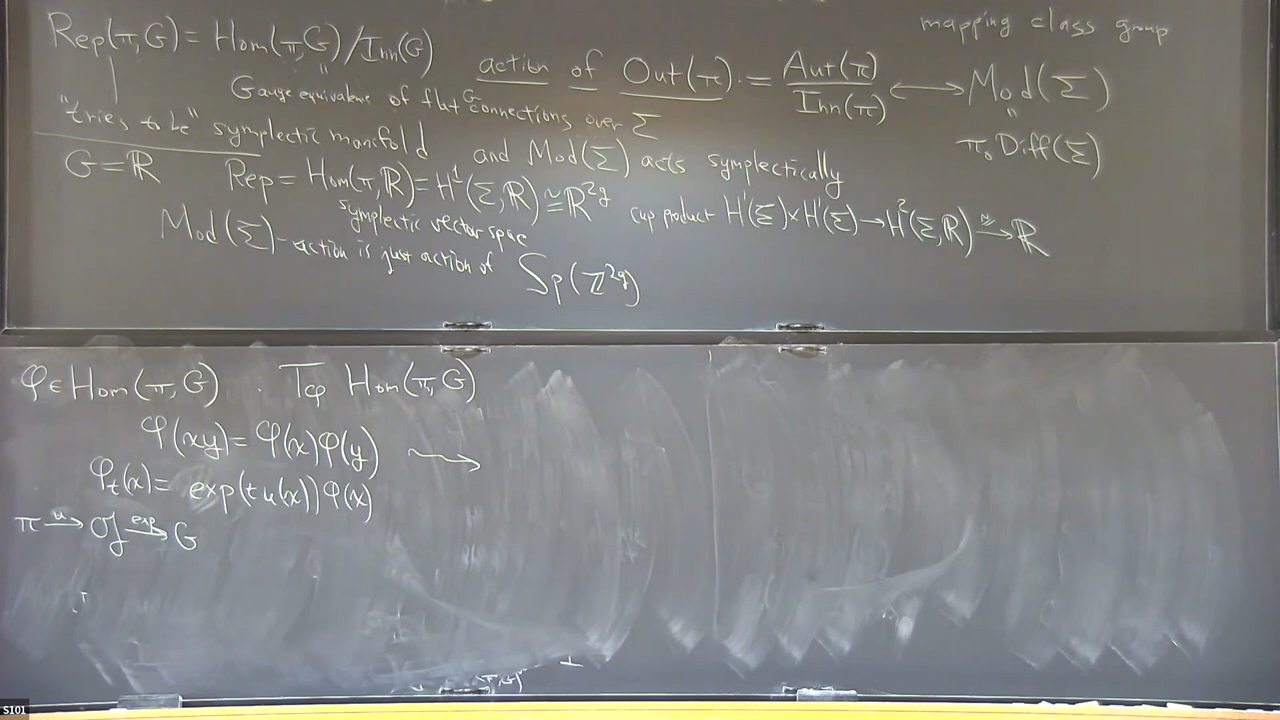 Rep(π,G) = Hom(π,G)/Inn(G)
"
Gauge equivalence of flat G connections over Σ
"tries to be" symplectic manifold
action of Out(π) := Aut(π)/Inn(π) ⟷ Mod(Σ)
mapping class group
"
π₀ Diff(Σ)
and Mod(Σ) acts symplectically
G = ℝ Rep = Hom(π,ℝ) = H¹(Σ,ℝ) ≅ ℝ²ᵍ
symplectic vector space
cup product H¹(Σ)×H¹(Σ) → H²(Σ,ℝ) ≅→ ℝ
Mod(Σ)-action is just action of Sp(ℤ²ᵍ)
φ ∈ Hom(π,G) . T_φ Hom(π,G)
φ(xy) = φ(x)φ(y) ⟿
φ_t(x) = exp(t u(x)) φ(x)
π →ᵘ 𝔤 →ᵉˣᵖ G
S101